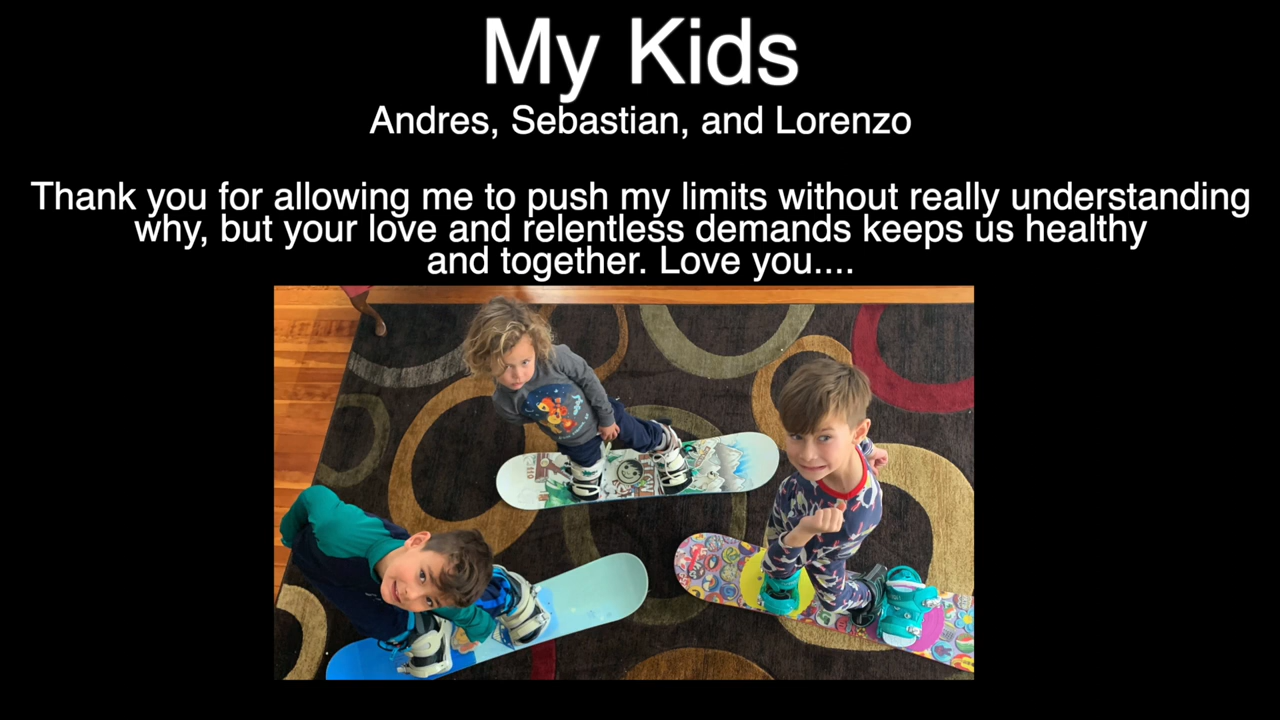 My Kids
Andres, Sebastian, and Lorenzo
Thank you for allowing me to push my limits without really understanding
why, but your love and relentless demands keeps us healthy
and together. Love you....